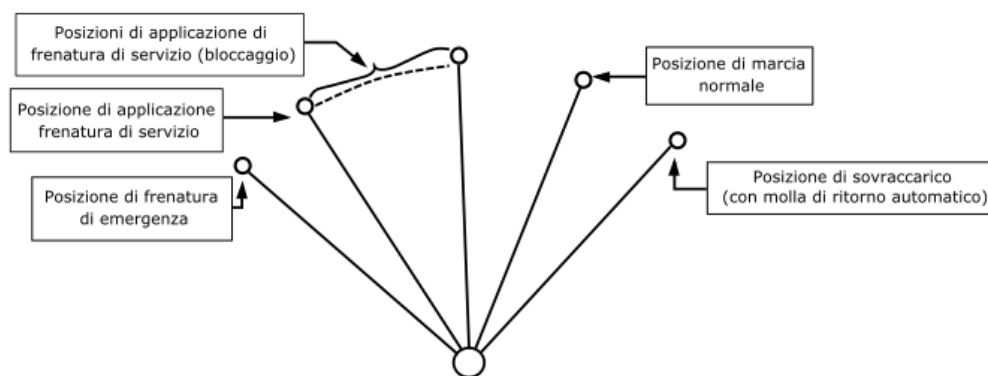 Posizioni di applicazione di
frenatura di servizio (bloccaggio)
Posizione di applicazione
frenatura di servizio
Posizione di frenatura
di emergenza
Posizione di marcia
normale
Posizione di sovraccarico
(con molla di ritorno automatico)